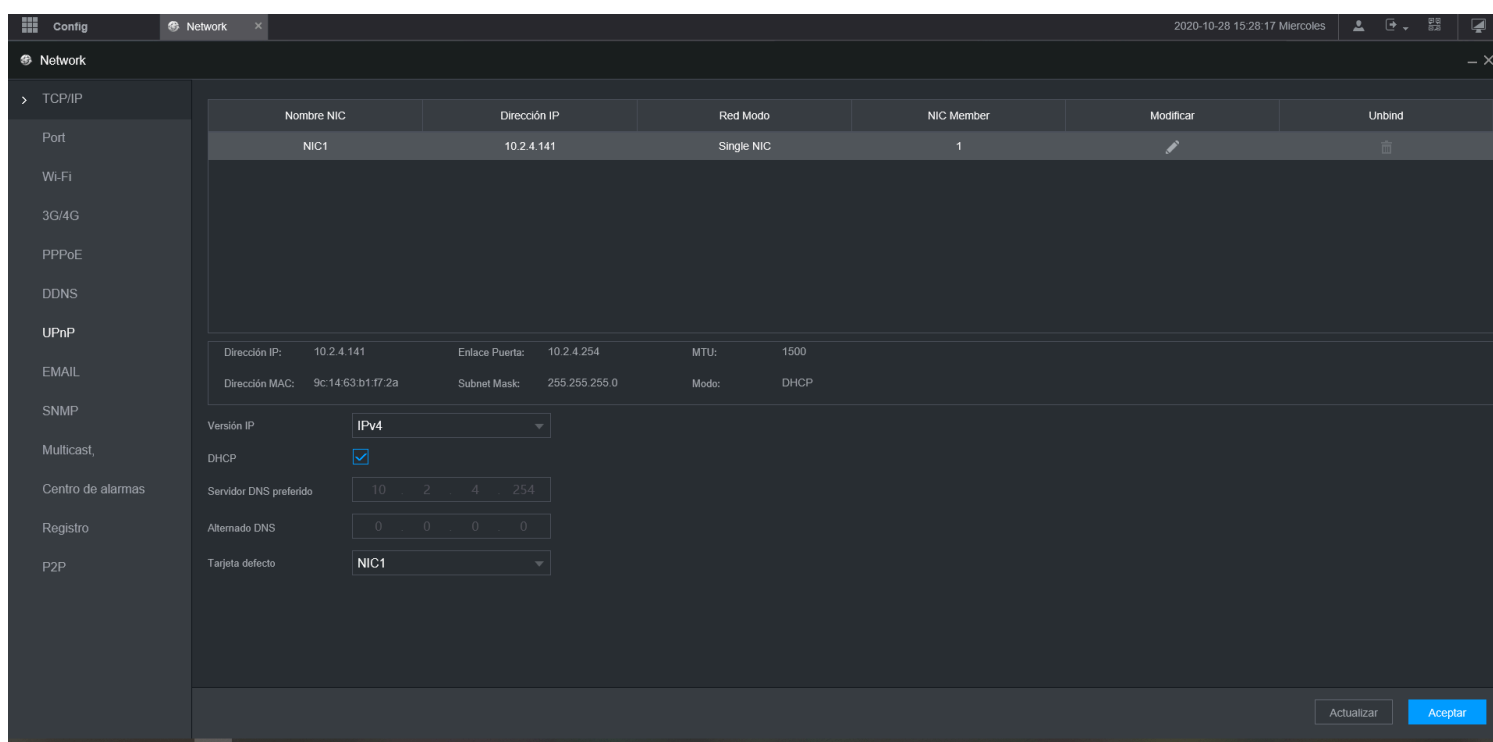 Config Network × 2020-10-28 15:28:17 Miercoles
Network
TCP/IP
Port
Wi-Fi
3G/4G
PPPoE
DDNS
UPnP
EMAIL
SNMP
Multicast,
Centro de alarmas
Registro
P2P
Nombre NIC Dirección IP Red Modo NIC Member Modificar Unbind
NIC1 10.2.4.141 Single NIC 1
Dirección IP: 10.2.4.141 Enlace Puerta: 10.2.4.254 MTU: 1500
Dirección MAC: 9c:14:63:b1:f7:2a Subnet Mask: 255.255.255.0 Modo: DHCP
Versión IP IPv4
DHCP
Servidor DNS preferido 10 . 2 . 4 . 254
Alternado DNS 0 . 0 . 0 . 0
Tarjeta defecto NIC1
Actualizar Aceptar